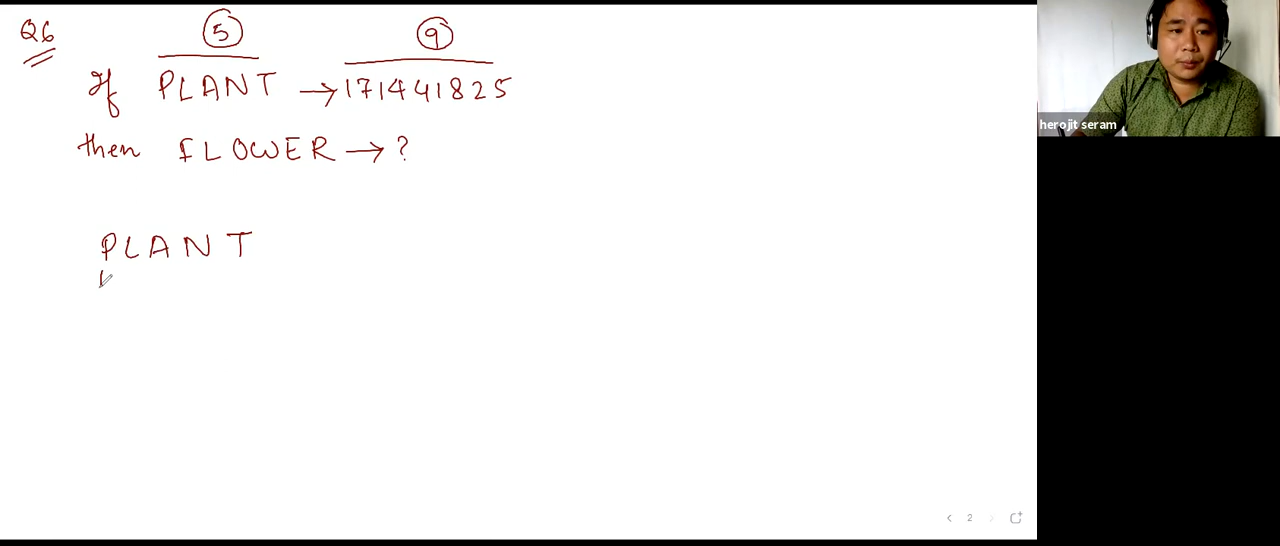 Q6 ⑤ ⑨
If PLANT → 171441825
then FLOWER → ?
PLANT
herojit seram
2